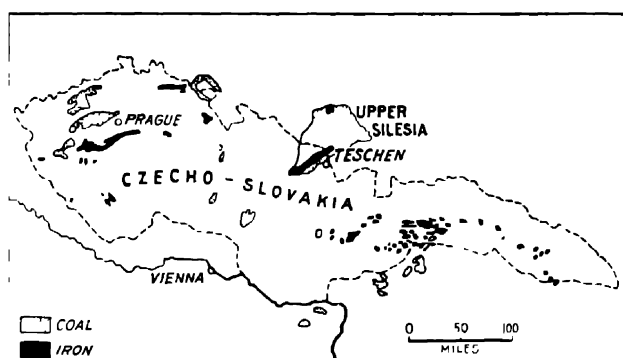 UPPER
SILESIA
PRAGUE
TESCHEN
CZECHO-SLOVAKIA
VIENNA
COAL
IRON
0 50 100
MILES